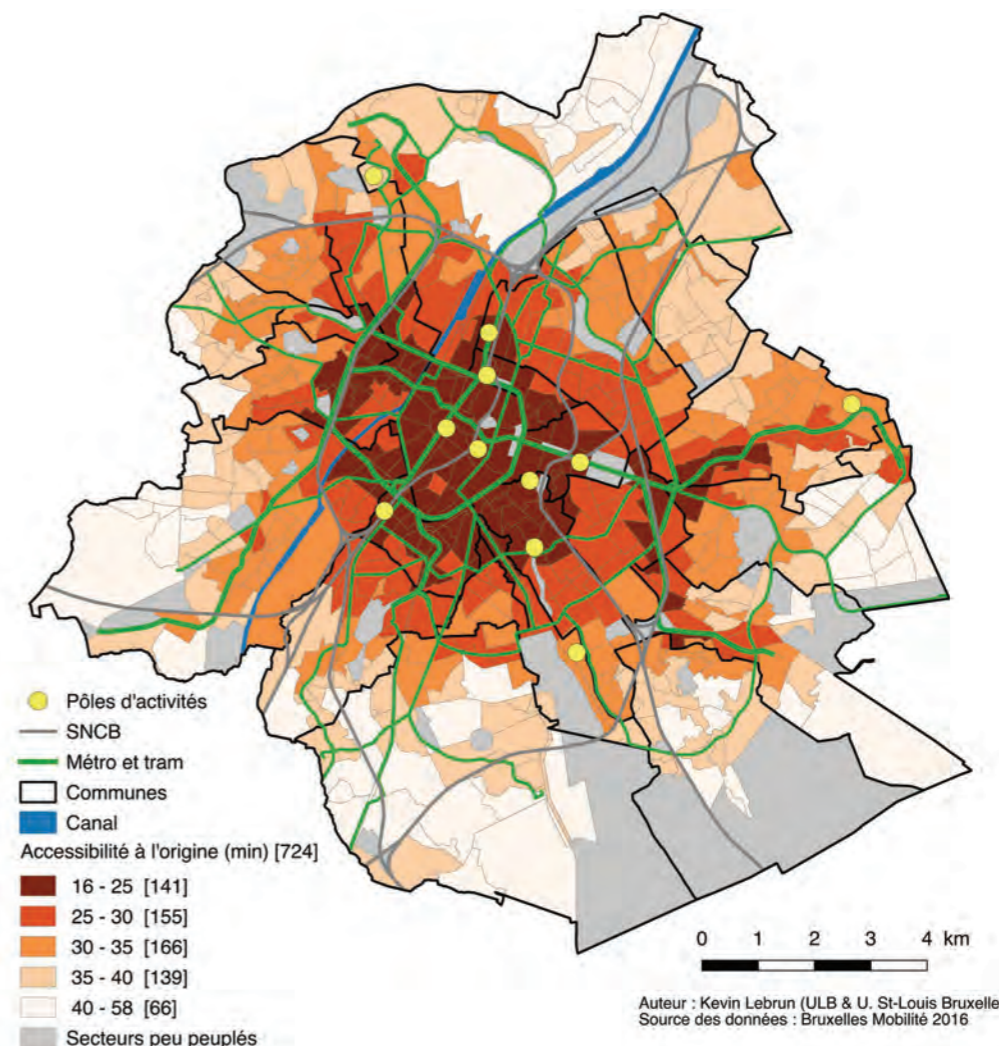 Pôles d'activités
SNCB
Métro et tram
Communes
Canal
Accessibilité à l'origine (min) [724]
16 - 25 [141]
25 - 30 [155]
30 - 35 [166]
35 - 40 [139]
40 - 58 [66]
Secteurs peu peuplés
0 1 2 3 4 km
Auteur : Kevin Lebrun (ULB & U. St-Louis Bruxelle
Source des données : Bruxelles Mobilité 2016